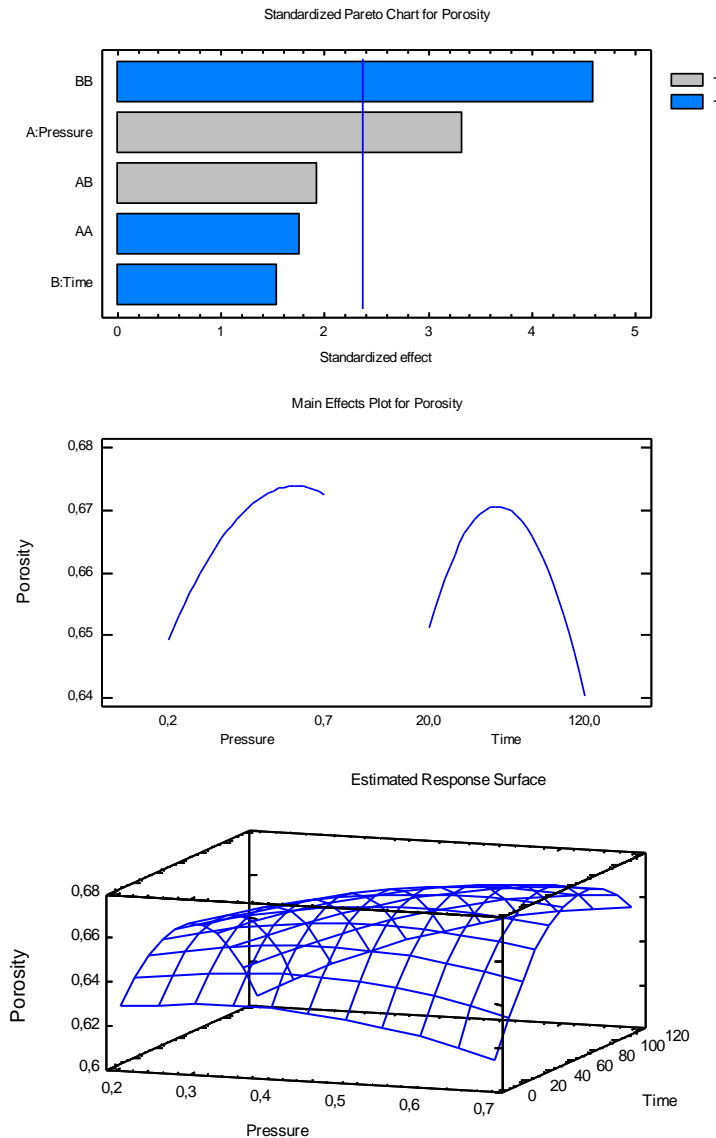 Standardized Pareto Chart for Porosity
BB
A:Pressure
AB
AA
B:Time
0 1 2 3 4 5
Standardized effect
Main Effects Plot for Porosity
0,68
0,67
0,66
0,65
0,64
Porosity
0,2 0,7 20,0 120,0
Pressure Time
Estimated Response Surface
0,68
0,66
0,64
0,62
0,6
Porosity
0,2 0,3 0,4 0,5 0,6 0,7
Pressure
0 20 40 60 80 100 120
Time